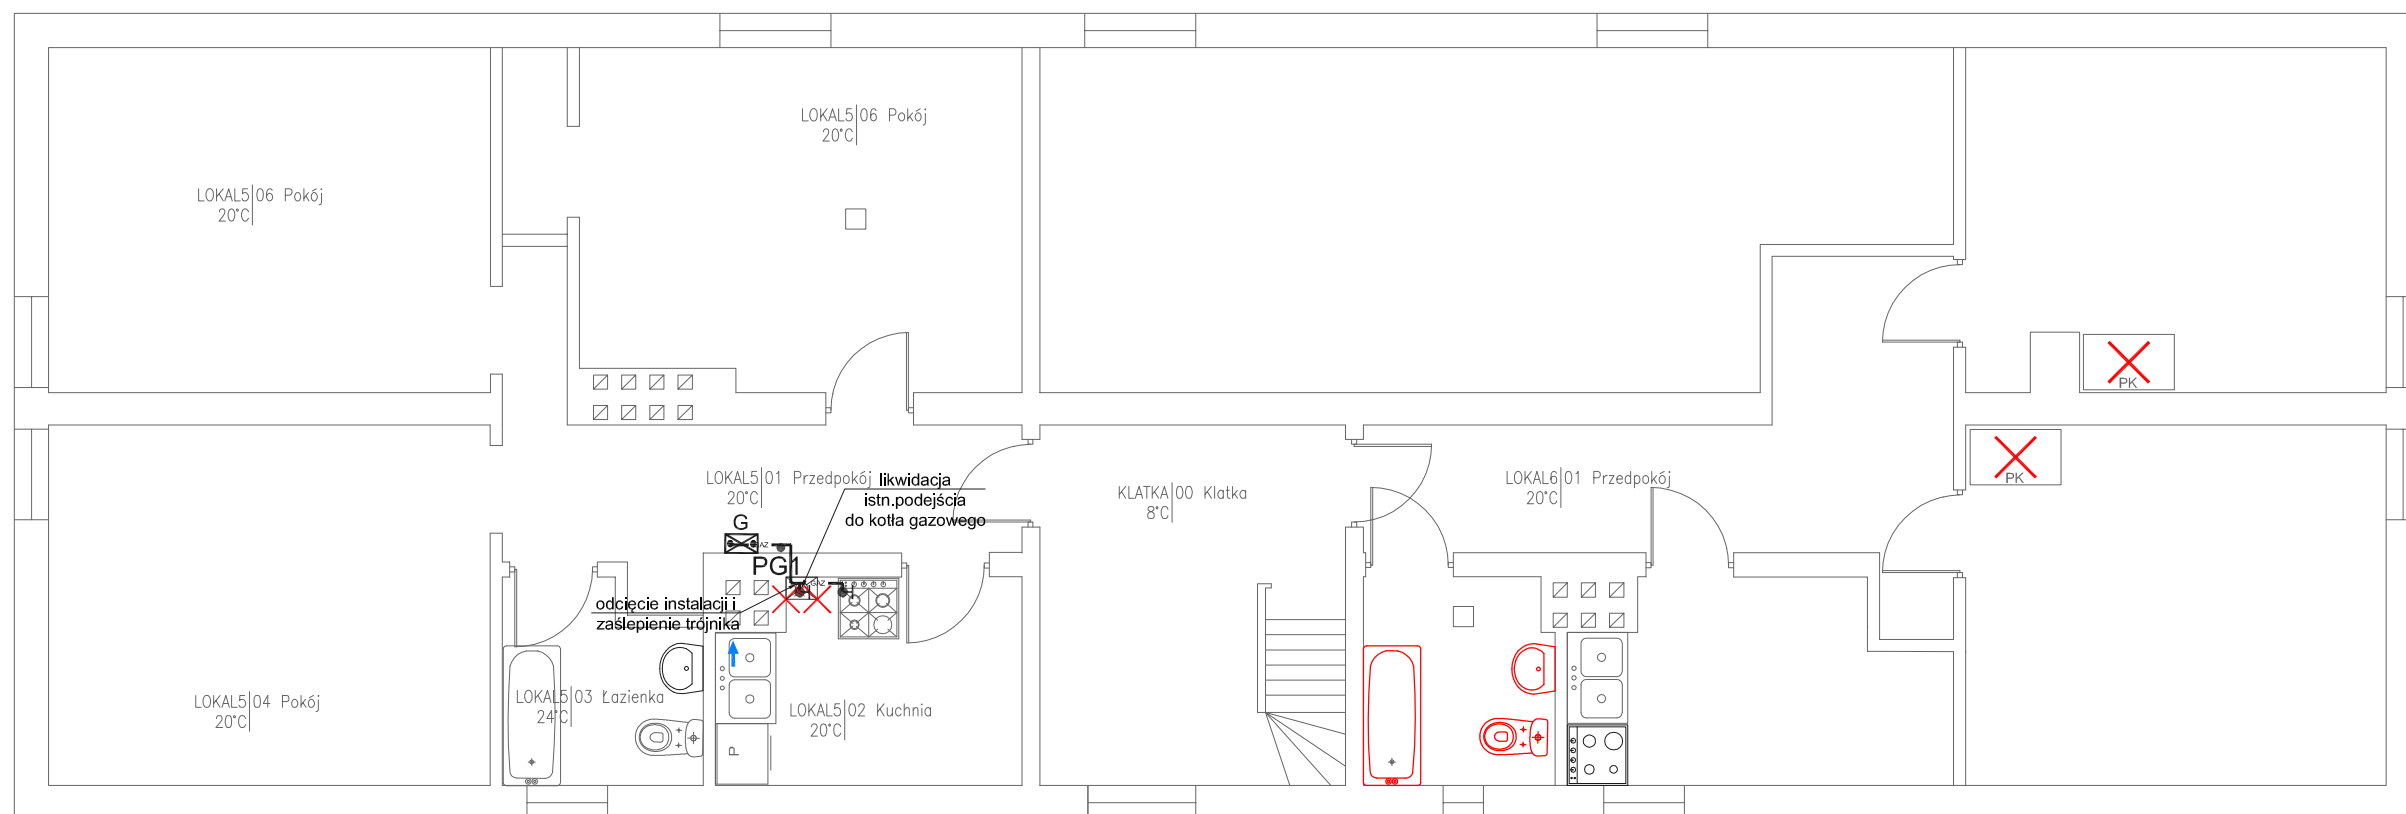 LOKAL5 06 Pokój
20°C
LOKAL5 06 Pokój
20°C
PK
PK
LOKAL5 01 Przedpokój
20°C
likwidacja
istn.podejścia
do kotła gazowego
KLATKA 00 Klatka
8°C
LOKAL6 01 Przedpokój
20°C
G
GAZ
PG1
GAZ
odcięcie instalacji i
zaślepienie trójnika
LOKAL5 04 Pokój
20°C
LOKAL5 03 Łazienka
24°C
LOKAL5 02 Kuchnia
20°C
P